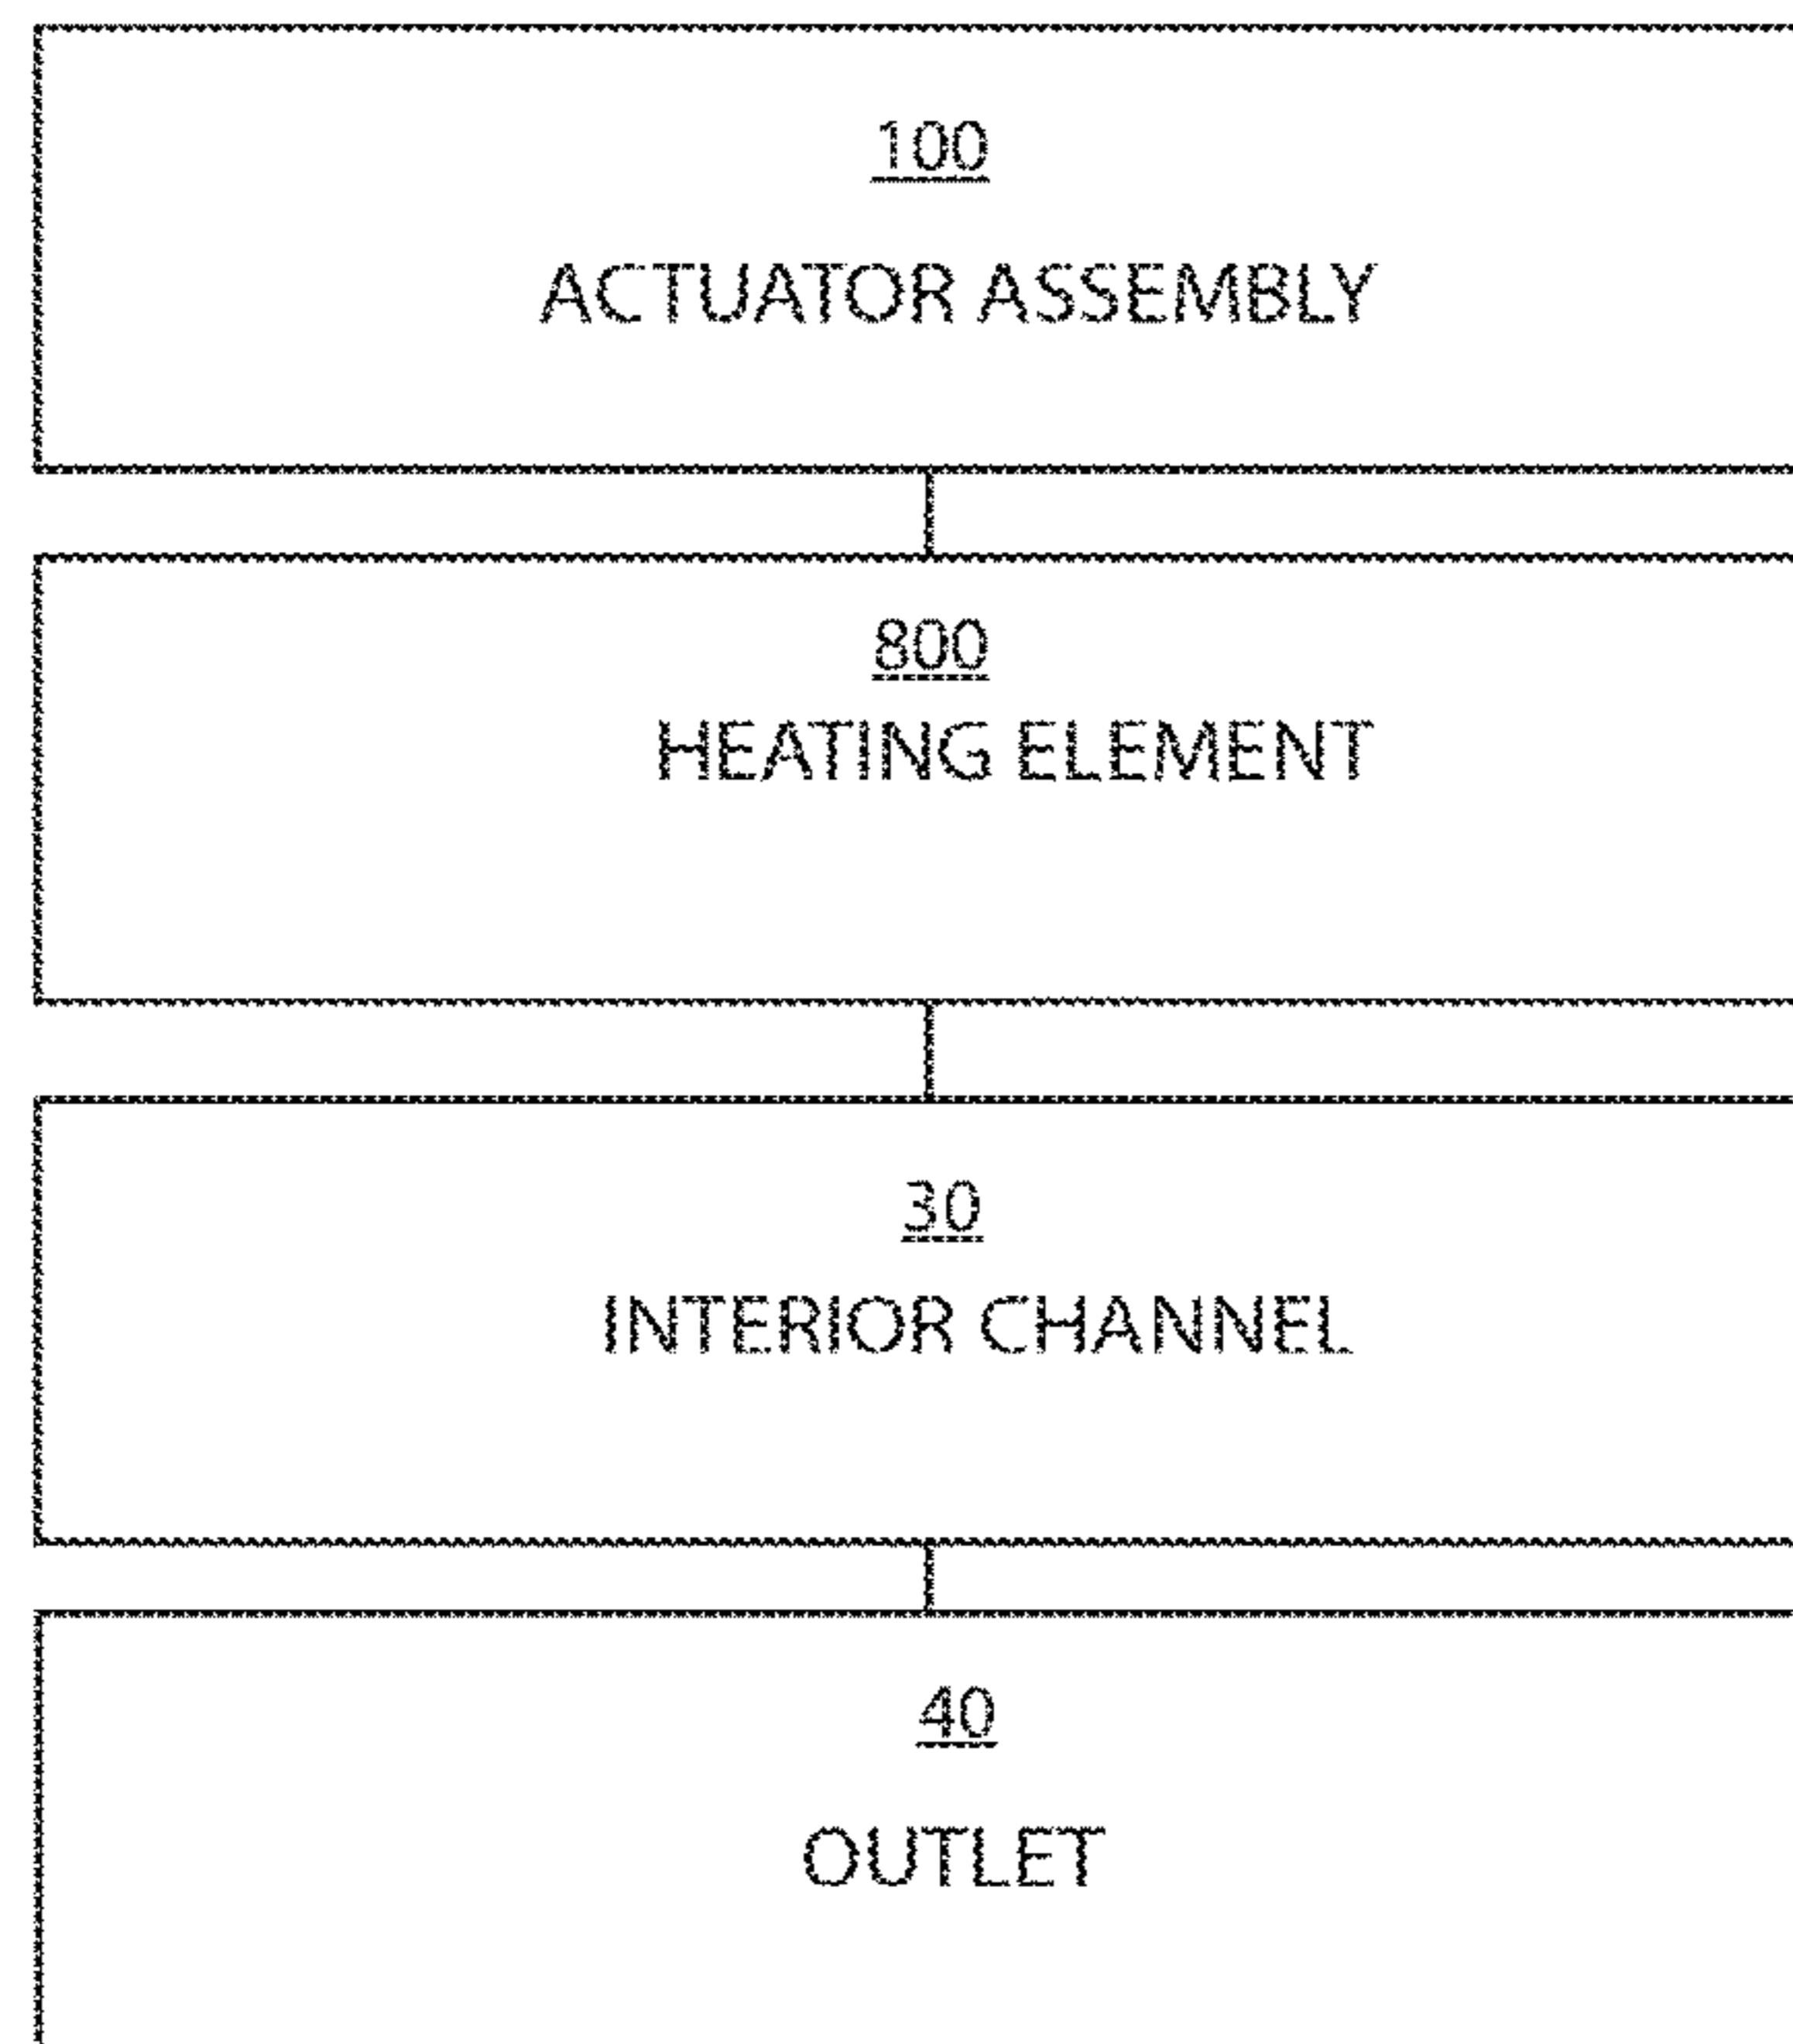 100
ACTUATOR ASSEMBLY
800
HEATING ELEMENT
30
INTERIOR CHANNEL
40
OUTLET